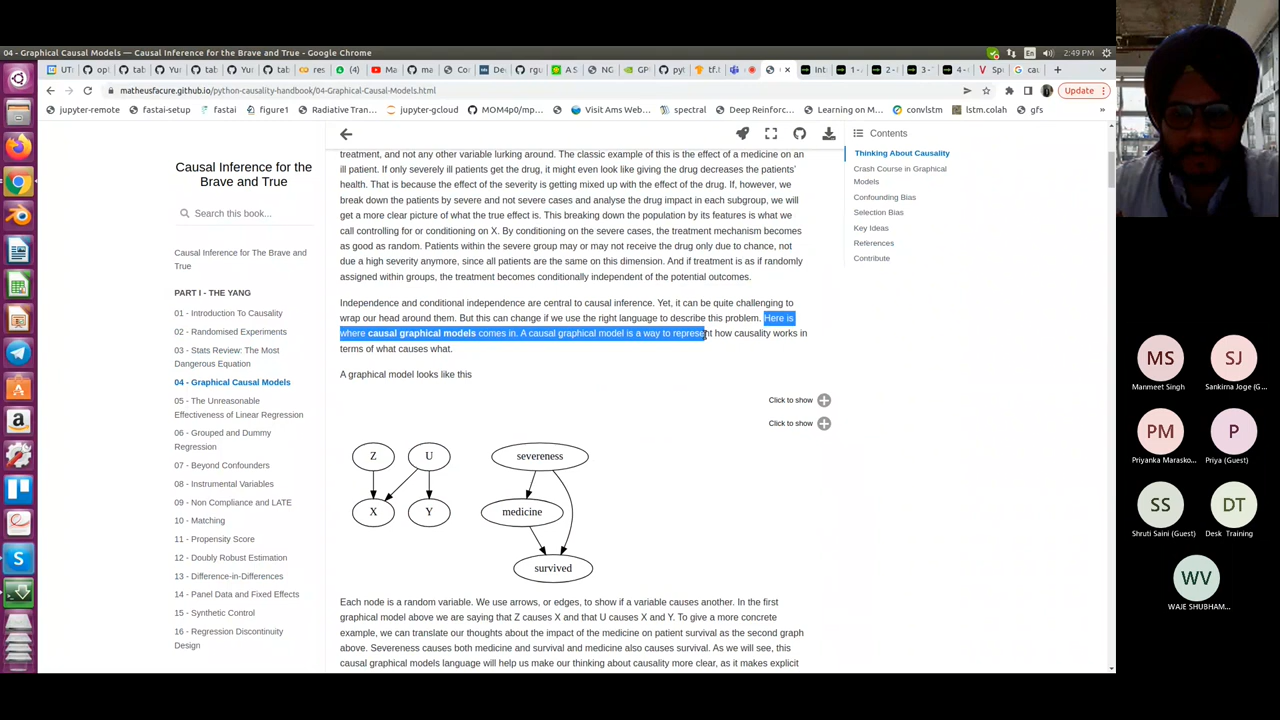 04 - Graphical Causal Models — Causal Inference for the Brave and True - Google Chrome
En
2:49 PM
(4)
matheusfacure.github.io/python-causality-handbook/04-Graphical-Causal-Models.html
Update
jupyter-remote
fastai-setup
fastai
figure1
Radiative Tran...
jupyter-gcloud
MOM4p0/mp...
spectral
Visit Ams Web...
Deep Reinforc...
Learning on M...
convlstm
lstm.colah
gfs
Causal Inference for the
Brave and True
Search this book...
Causal Inference for The Brave and
True
PART I - THE YANG
01 - Introduction To Causality
02 - Randomised Experiments
03 - Stats Review: The Most
Dangerous Equation
04 - Graphical Causal Models
05 - The Unreasonable
Effectiveness of Linear Regression
06 - Grouped and Dummy
Regression
07 - Beyond Confounders
08 - Instrumental Variables
09 - Non Compliance and LATE
10 - Matching
11 - Propensity Score
12 - Doubly Robust Estimation
13 - Difference-in-Differences
14 - Panel Data and Fixed Effects
15 - Synthetic Control
16 - Regression Discontinuity
Design
treatment, and not any other variable lurking around. The classic example of this is the effect of a medicine on an
ill patient. If only severely ill patients get the drug, it might even look like giving the drug decreases the patients'
health. That is because the effect of the severity is getting mixed up with the effect of the drug. If, however, we
break down the patients by severe and not severe cases and analyse the drug impact in each subgroup, we will
get a more clear picture of what the true effect is. This breaking down the population by its features is what we
call controlling for or conditioning on X. By conditioning on the severe cases, the treatment mechanism becomes
as good as random. Patients within the severe group may or may not receive the drug only due to chance, not
due a high severity anymore, since all patients are the same on this dimension. And if treatment is as if randomly
assigned within groups, the treatment becomes conditionally independent of the potential outcomes.
Independence and conditional independence are central to causal inference. Yet, it can be quite challenging to
wrap our head around them. But this can change if we use the right language to describe this problem. Here is
where causal graphical models comes in. A causal graphical model is a way to represent how causality works in
terms of what causes what.
A graphical model looks like this
Click to show
Click to show
Z U severeness
X Y medicine
survived
Each node is a random variable. We use arrows, or edges, to show if a variable causes another. In the first
graphical model above we are saying that Z causes X and that U causes X and Y. To give a more concrete
example, we can translate our thoughts about the impact of the medicine on patient survival as the second graph
above. Severeness causes both medicine and survival and medicine also causes survival. As we will see, this
causal graphical models language will help us make our thinking about causality more clear, as it makes explicit
Contents
Thinking About Causality
Crash Course in Graphical
Models
Confounding Bias
Selection Bias
Key Ideas
References
Contribute
MS SJ
Manmeet Singh Sankirna Joge (G...
PM P
Priyanka Marasko... Priya (Guest)
SS DT
Shruti Saini (Guest) Desk Training
WV
WAJE SHUBHAM...